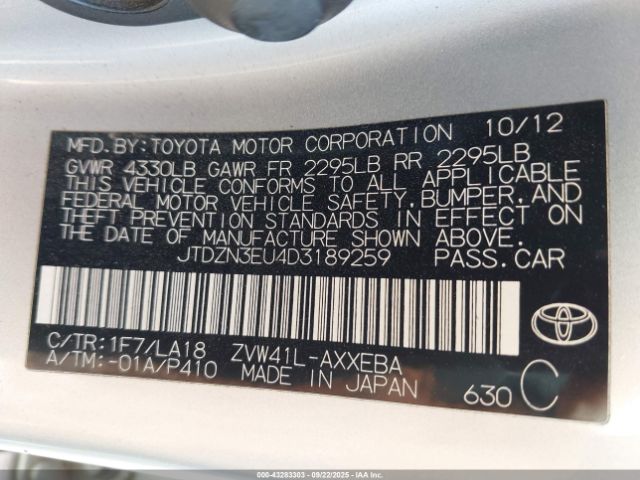 MFD. BY: TOYOTA MOTOR CORPORATION 10/12
GVWR 4330LB GAWR FR 2295LB RR 2295LB
THIS VEHICLE CONFORMS TO ALL APPLICABLE
FEDERAL MOTOR VEHICLE SAFETY, BUMPER, AND
THEFT PREVENTION STANDARDS IN EFFECT ON
THE DATE OF MANUFACTURE SHOWN ABOVE.
JTDZN3EU4D3189259 PASS.CAR
C/TR:1F7/LA18 ZVW41L-AXXEBA
A/TM:-01A/P410 MADE IN JAPAN 630 C
000-43283303 - 09/22/2025 - IAAI.COM